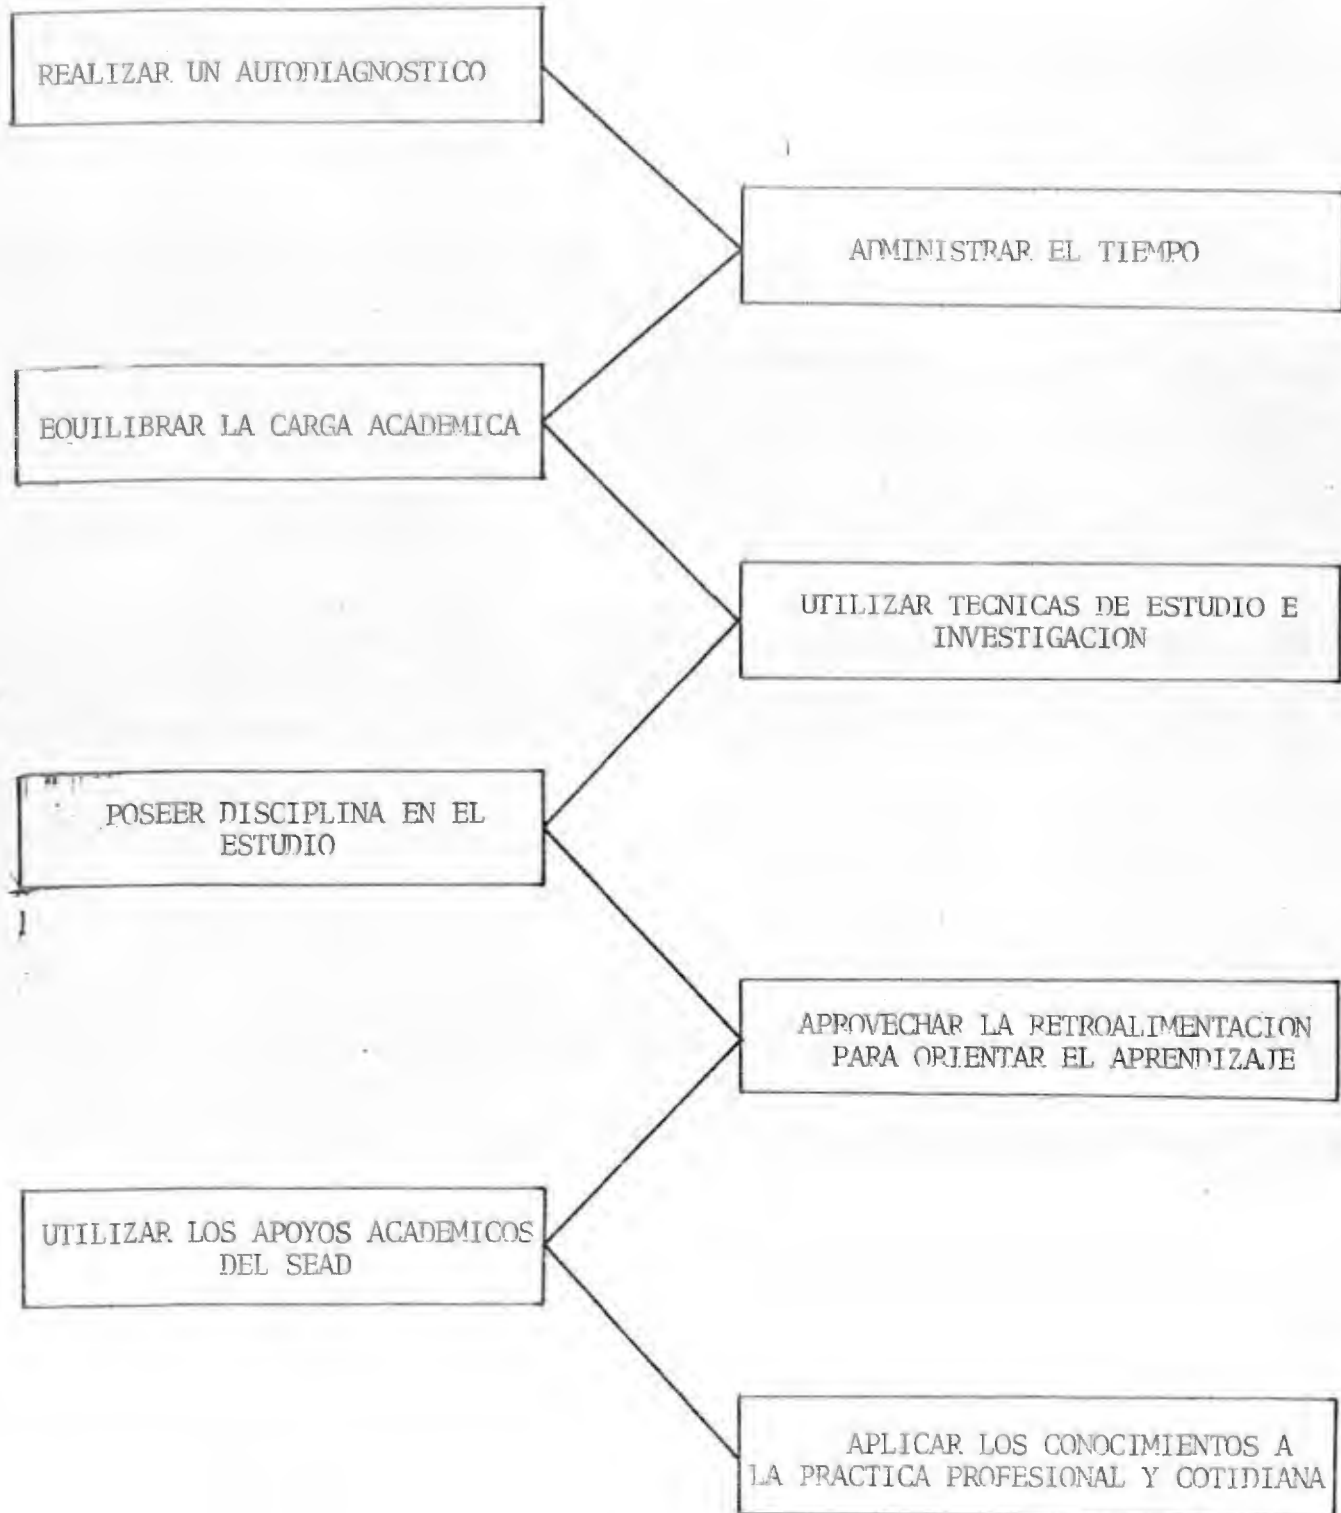 REALIZAR UN AUTODIAGNOSTICO
ADMINISTRAR EL TIEMPO
EQUILIBRAR LA CARGA ACADEMICA
UTILIZAR TECNICAS DE ESTUDIO E
INVESTIGACION
POSEER DISCIPLINA EN EL
ESTUDIO
APROVECHAR LA RETROALIMENTACION
PARA ORIENTAR EL APRENDIZAJE
UTILIZAR LOS APOYOS ACADEMICOS
DEL SEAD
APLICAR LOS CONOCIMIENTOS A
LA PRACTICA PROFESIONAL Y COTIDIANA